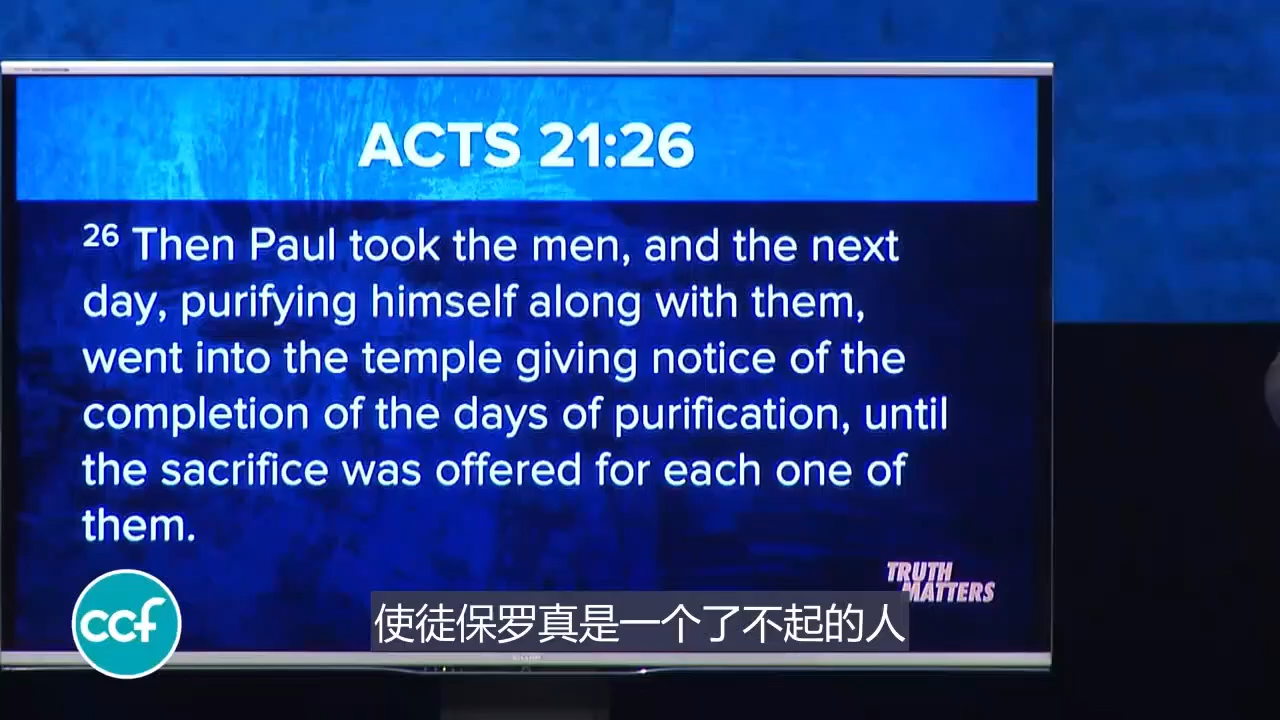 ACTS 21:26
26 Then Paul took the men, and the next
day, purifying himself along with them,
went into the temple giving notice of the
completion of the days of purification, until
the sacrifice was offered for each one of
them.
TRUTH
MATTERS
ccf
使徒保罗真是一个了不起的人